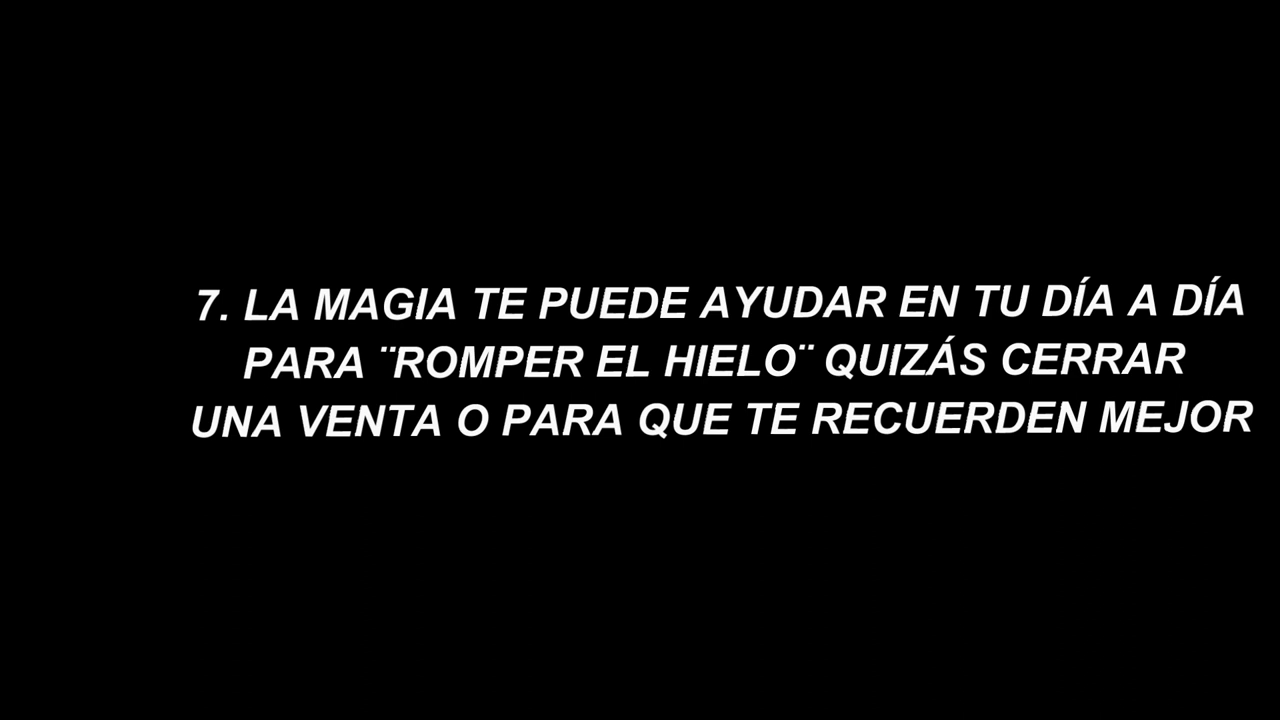 7. LA MAGIA TE PUEDE AYUDAR EN TU DÍA A DÍA
PARA ¨ROMPER EL HIELO¨ QUIZÁS CERRAR
UNA VENTA O PARA QUE TE RECUERDEN MEJOR